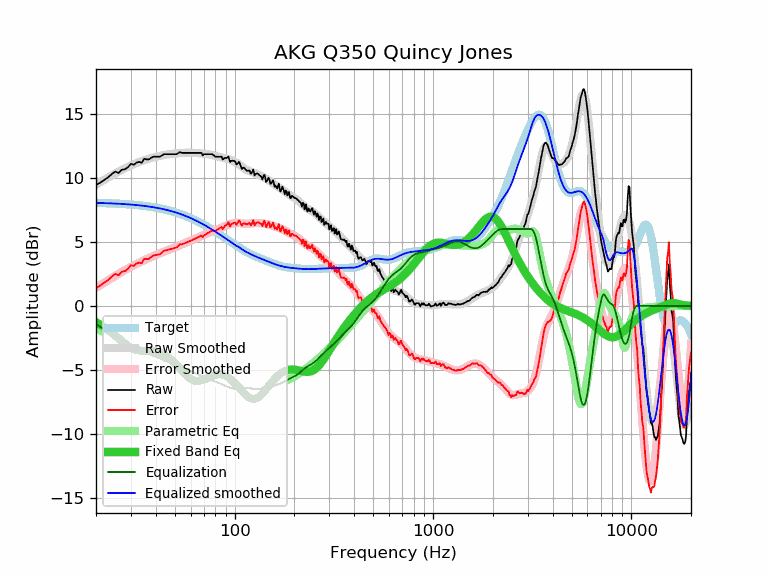 AKG Q350 Quincy Jones
Amplitude (dBr)
15
10
5
0
−5
−10
−15
Target
Raw Smoothed
Error Smoothed
Raw
Error
Parametric Eq
Fixed Band Eq
Equalization
Equalized smoothed
100
1000
10000
Frequency (Hz)